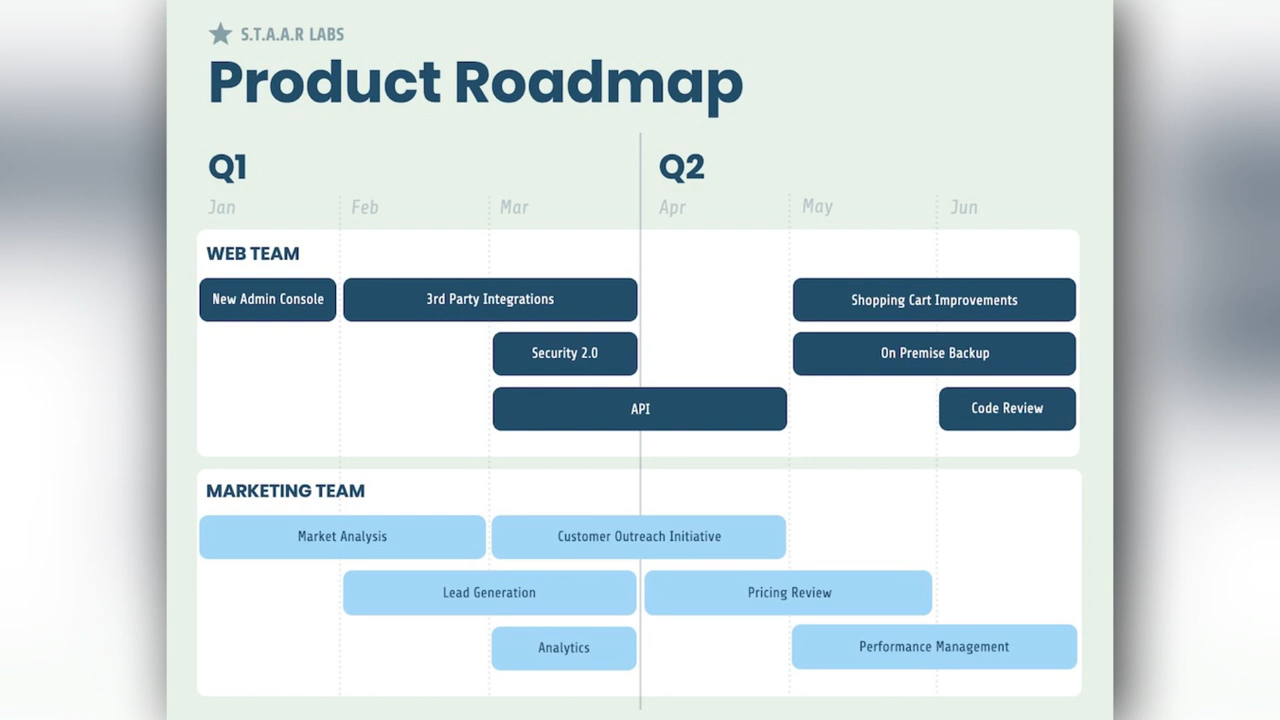 S.T.A.A.R LABS
Product Roadmap
Q1 Q2
Jan Feb Mar Apr May Jun
WEB TEAM
New Admin Console 3rd Party Integrations Shopping Cart Improvements
Security 2.0 On Premise Backup
API Code Review
MARKETING TEAM
Market Analysis Customer Outreach Initiative
Lead Generation Pricing Review
Analytics Performance Management